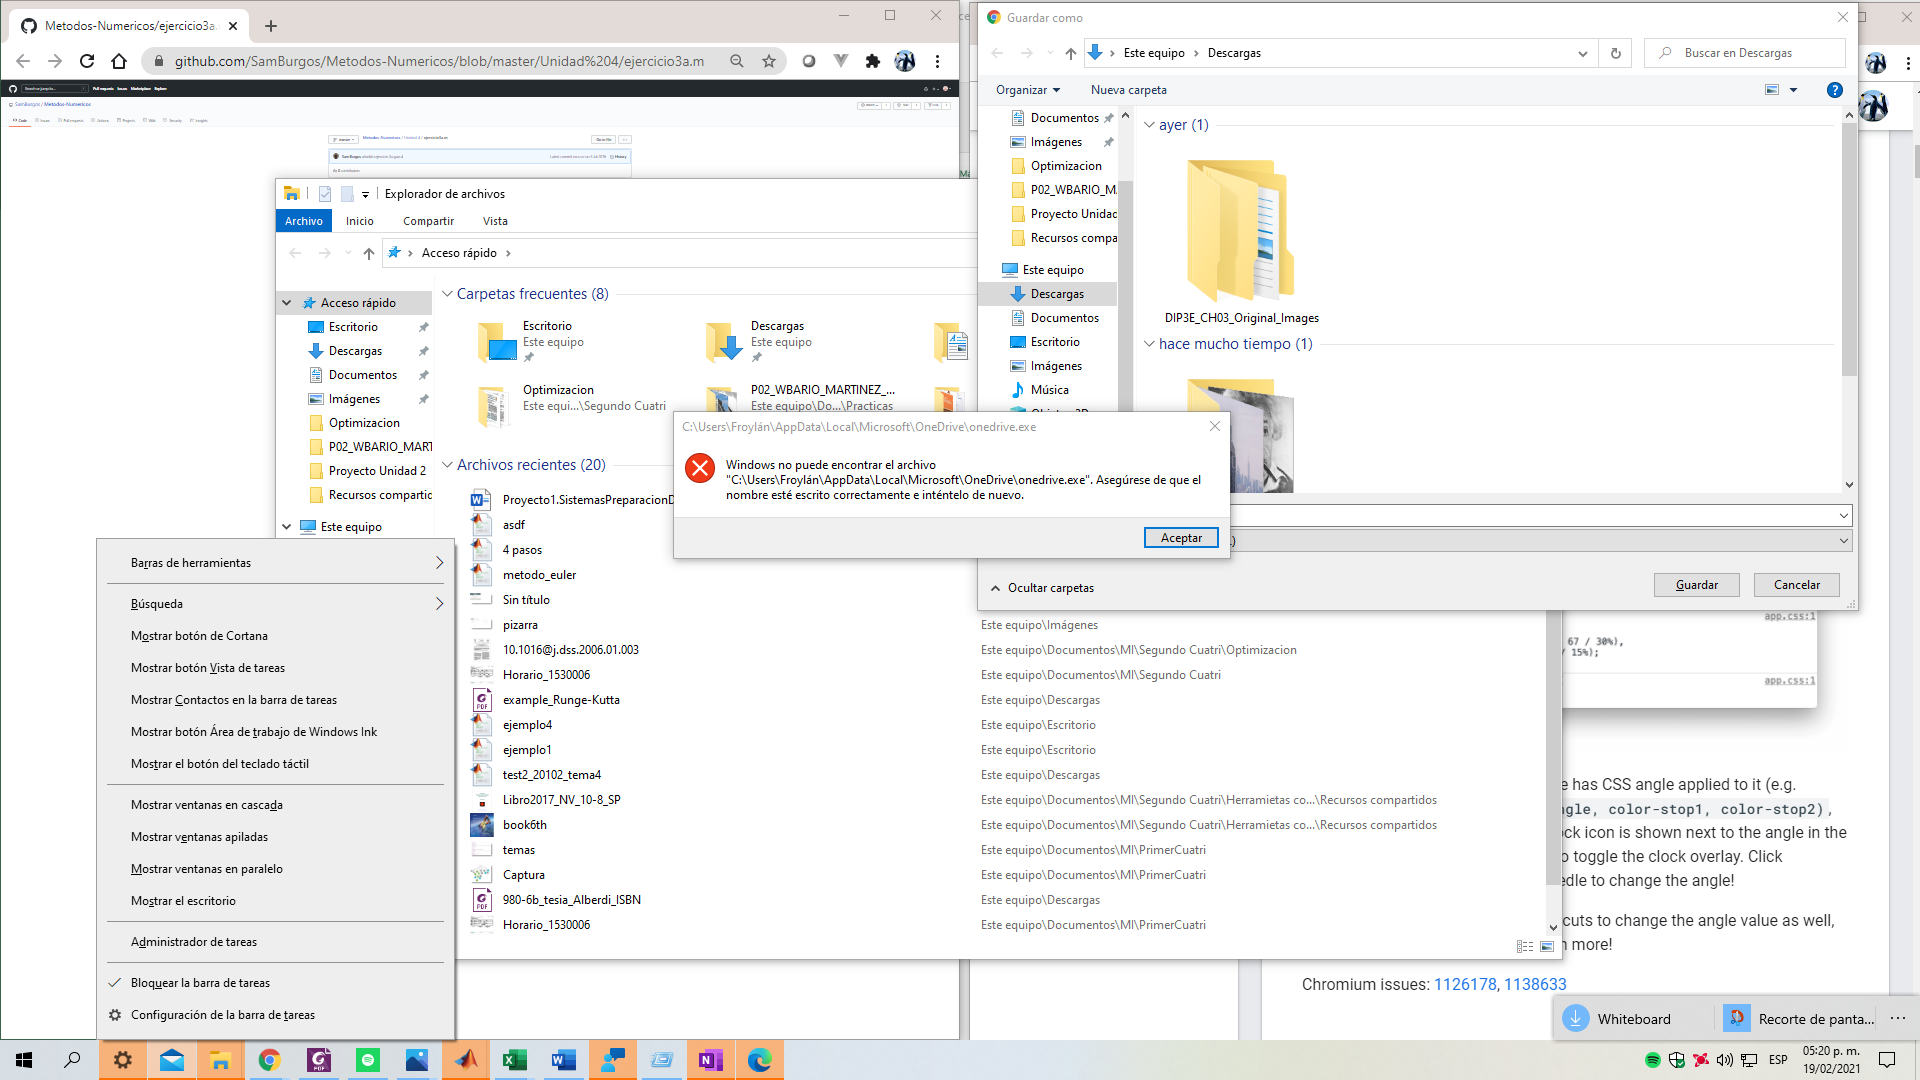 Metodos-Numericos/ejercicio3a.
github.com/SamBurgos/Metodos-Numericos/blob/master/Unidad%204/ejercicio3a.m
Pull requests Issues Marketplace Explore
SamBurgos / Metodos-Numericos
Code
Metodos-Numericos / Unidad 4 / ejercicio3a.m
Explorador de archivos
Archivo Inicio Compartir Vista
Acceso rápido
Acceso rápido
Escritorio
Descargas
Documentos
Imágenes
Optimizacion
P02_WBARIO_MART
Proyecto Unidad 2
Recursos compartic
Este equipo
Carpetas frecuentes (8)
Escritorio
Este equipo
Descargas
Este equipo
Optimizacion
Este equi...\Segundo Cuatri
P02_WBARIO_MARTINEZ_...
Este equipo\Do...\Practicas
Archivos recientes (20)
Proyecto1.SistemasPreparacionD
asdf
4 pasos
metodo_euler
Sin título
pizarra Este equipo\Imágenes
10.1016@j.dss.2006.01.003 Este equipo\Documentos\MI\Segundo Cuatri\Optimizacion
Horario_1530006 Este equipo\Documentos\MI\Segundo Cuatri
example_Runge-Kutta Este equipo\Descargas
ejemplo4 Este equipo\Escritorio
ejemplo1 Este equipo\Escritorio
test2_20102_tema4 Este equipo\Descargas
Libro2017_NV_10-8_SP Este equipo\Documentos\MI\Segundo Cuatri\Herramietas co...\Recursos compartidos
book6th Este equipo\Documentos\MI\Segundo Cuatri\Herramietas co...\Recursos compartidos
temas Este equipo\Documentos\MI\PrimerCuatri
Captura Este equipo\Documentos\MI\PrimerCuatri
980-6b_tesia_Alberdi_ISBN Este equipo\Descargas
Horario_1530006 Este equipo\Documentos\MI\PrimerCuatri
Barras de herramientas
Búsqueda
Mostrar botón de Cortana
Mostrar botón Vista de tareas
Mostrar Contactos en la barra de tareas
Mostrar botón Área de trabajo de Windows Ink
Mostrar el botón del teclado táctil
Mostrar ventanas en cascada
Mostrar ventanas apiladas
Mostrar ventanas en paralelo
Mostrar el escritorio
Administrador de tareas
Bloquear la barra de tareas
Configuración de la barra de tareas
C:\Users\Froylán\AppData\Local\Microsoft\OneDrive\onedrive.exe
Windows no puede encontrar el archivo
"C:\Users\Froylán\AppData\Local\Microsoft\OneDrive\onedrive.exe". Asegúrese de que el
nombre esté escrito correctamente e inténtelo de nuevo.
Aceptar
Guardar como
Este equipo Descargas
Buscar en Descargas
Organizar Nueva carpeta
Documentos
Imágenes
Optimizacion
P02_WBARIO_M
Proyecto Unidad
Recursos compa
Este equipo
Descargas
Documentos
Escritorio
Imágenes
Música
ayer (1)
DIP3E_CH03_Original_Images
hace mucho tiempo (1)
Ocultar carpetas
Guardar Cancelar
app.css:1
67 / 30%),
/ 15%);
app.css:1
e has CSS angle applied to it (e.g.
ngle, color-stop1, color-stop2),
ock icon is shown next to the angle in the
o toggle the clock overlay. Click
edle to change the angle!
cuts to change the angle value as well,
n more!
Chromium issues: 1126178, 1138633
Whiteboard
Recorte de panta...
ESP
05:20 p. m.
19/02/2021